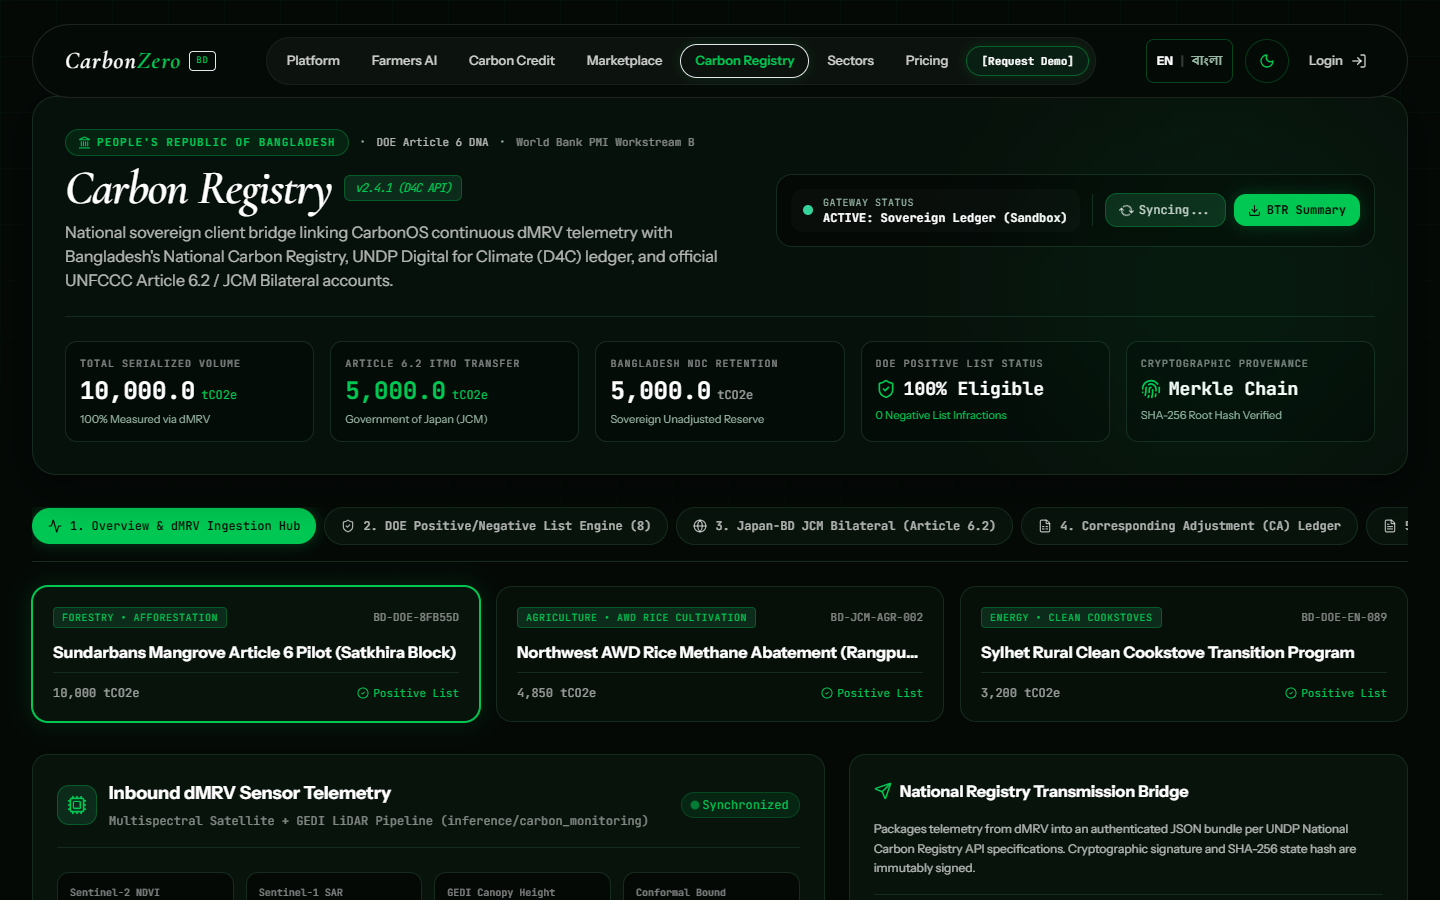 CarbonZero BD
Platform
Farmers AI
Carbon Credit
Marketplace
Carbon Registry
Sectors
Pricing
[Request Demo]
EN | বাংলা
Login
PEOPLE'S REPUBLIC OF BANGLADESH • DOE Article 6 DNA • World Bank PMI Workstream B
Carbon Registry v2.4.1 (D4C API)
National sovereign client bridge linking CarbonOS continuous dMRV telemetry with
Bangladesh's National Carbon Registry, UNDP Digital for Climate (D4C) ledger, and official
UNFCCC Article 6.2 / JCM Bilateral accounts.
GATEWAY STATUS
ACTIVE: Sovereign Ledger (Sandbox)
Syncing...
BTR Summary
TOTAL SERIALIZED VOLUME
10,000.0 tCO2e
100% Measured via dMRV
ARTICLE 6.2 ITMO TRANSFER
5,000.0 tCO2e
Government of Japan (JCM)
BANGLADESH NDC RETENTION
5,000.0 tCO2e
Sovereign Unadjusted Reserve
DOE POSITIVE LIST STATUS
100% Eligible
0 Negative List Infractions
CRYPTOGRAPHIC PROVENANCE
Merkle Chain
SHA-256 Root Hash Verified
1. Overview & dMRV Ingestion Hub
2. DOE Positive/Negative List Engine (8)
3. Japan-BD JCM Bilateral (Article 6.2)
4. Corresponding Adjustment (CA) Ledger
FORESTRY • AFFORESTATION
BD-DOE-8FB55D
Sundarbans Mangrove Article 6 Pilot (Satkhira Block)
10,000 tCO2e
Positive List
AGRICULTURE • AWD RICE CULTIVATION
BD-JCM-AGR-002
Northwest AWD Rice Methane Abatement (Rangpu...
4,850 tCO2e
Positive List
ENERGY • CLEAN COOKSTOVES
BD-DOE-EN-089
Sylhet Rural Clean Cookstove Transition Program
3,200 tCO2e
Positive List
Inbound dMRV Sensor Telemetry
Multispectral Satellite + GEDI LiDAR Pipeline (inference/carbon_monitoring)
Synchronized
Sentinel-2 NDVI
Sentinel-1 SAR
GEDI Canopy Height
Conformal Bound
National Registry Transmission Bridge
Packages telemetry from dMRV into an authenticated JSON bundle per UNDP National
Carbon Registry API specifications. Cryptographic signature and SHA-256 state hash are
immutably signed.